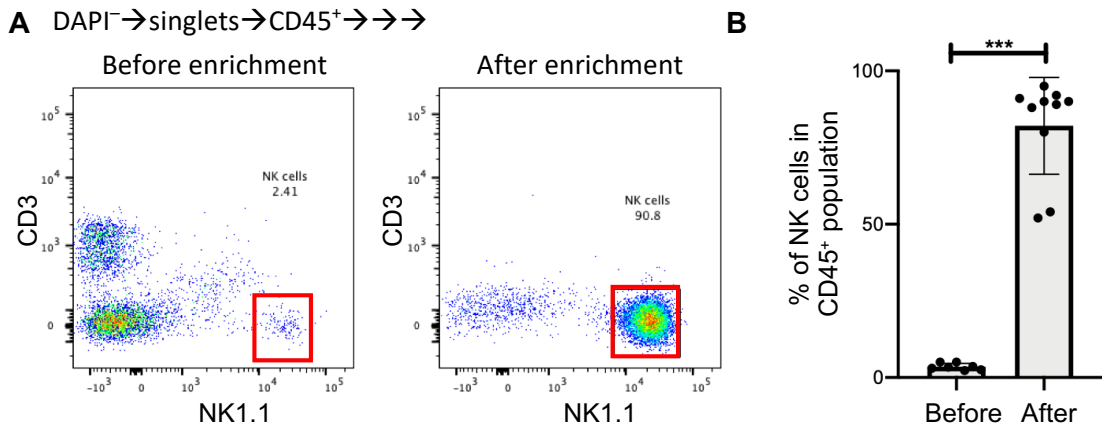 A DAPI⁻→singlets→CD45⁺→→→
Before enrichment
10⁵
10⁴
10³
0
CD3
NK cells
2.41
-10³ 0 10³ 10⁴ 10⁵
NK1.1
After enrichment
10⁵
10⁴
10³
0
CD3
NK cells
90.8
-10³ 0 10³ 10⁴ 10⁵
NK1.1
B
***
100
50
0
% of NK cells in
CD45⁺ population
Before After